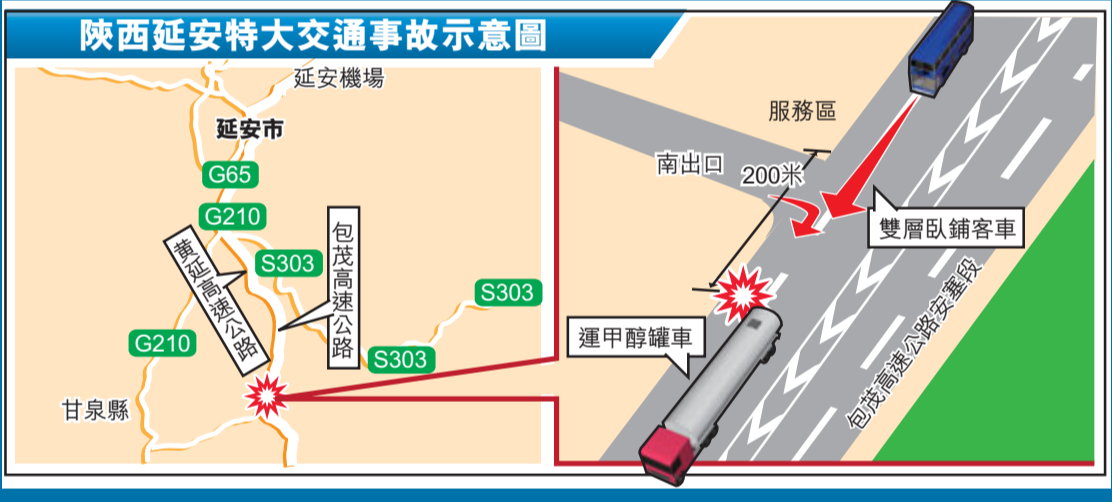 陝西延安特大交通事故示意圖
延安機場
延安市
G65
G210
黄延高速公路
包茂高速公路
S303
S303
G210
S303
甘泉縣
服務區
南出口
200米
雙層臥鋪客車
運甲醇罐車
包茂高速公路安塞段